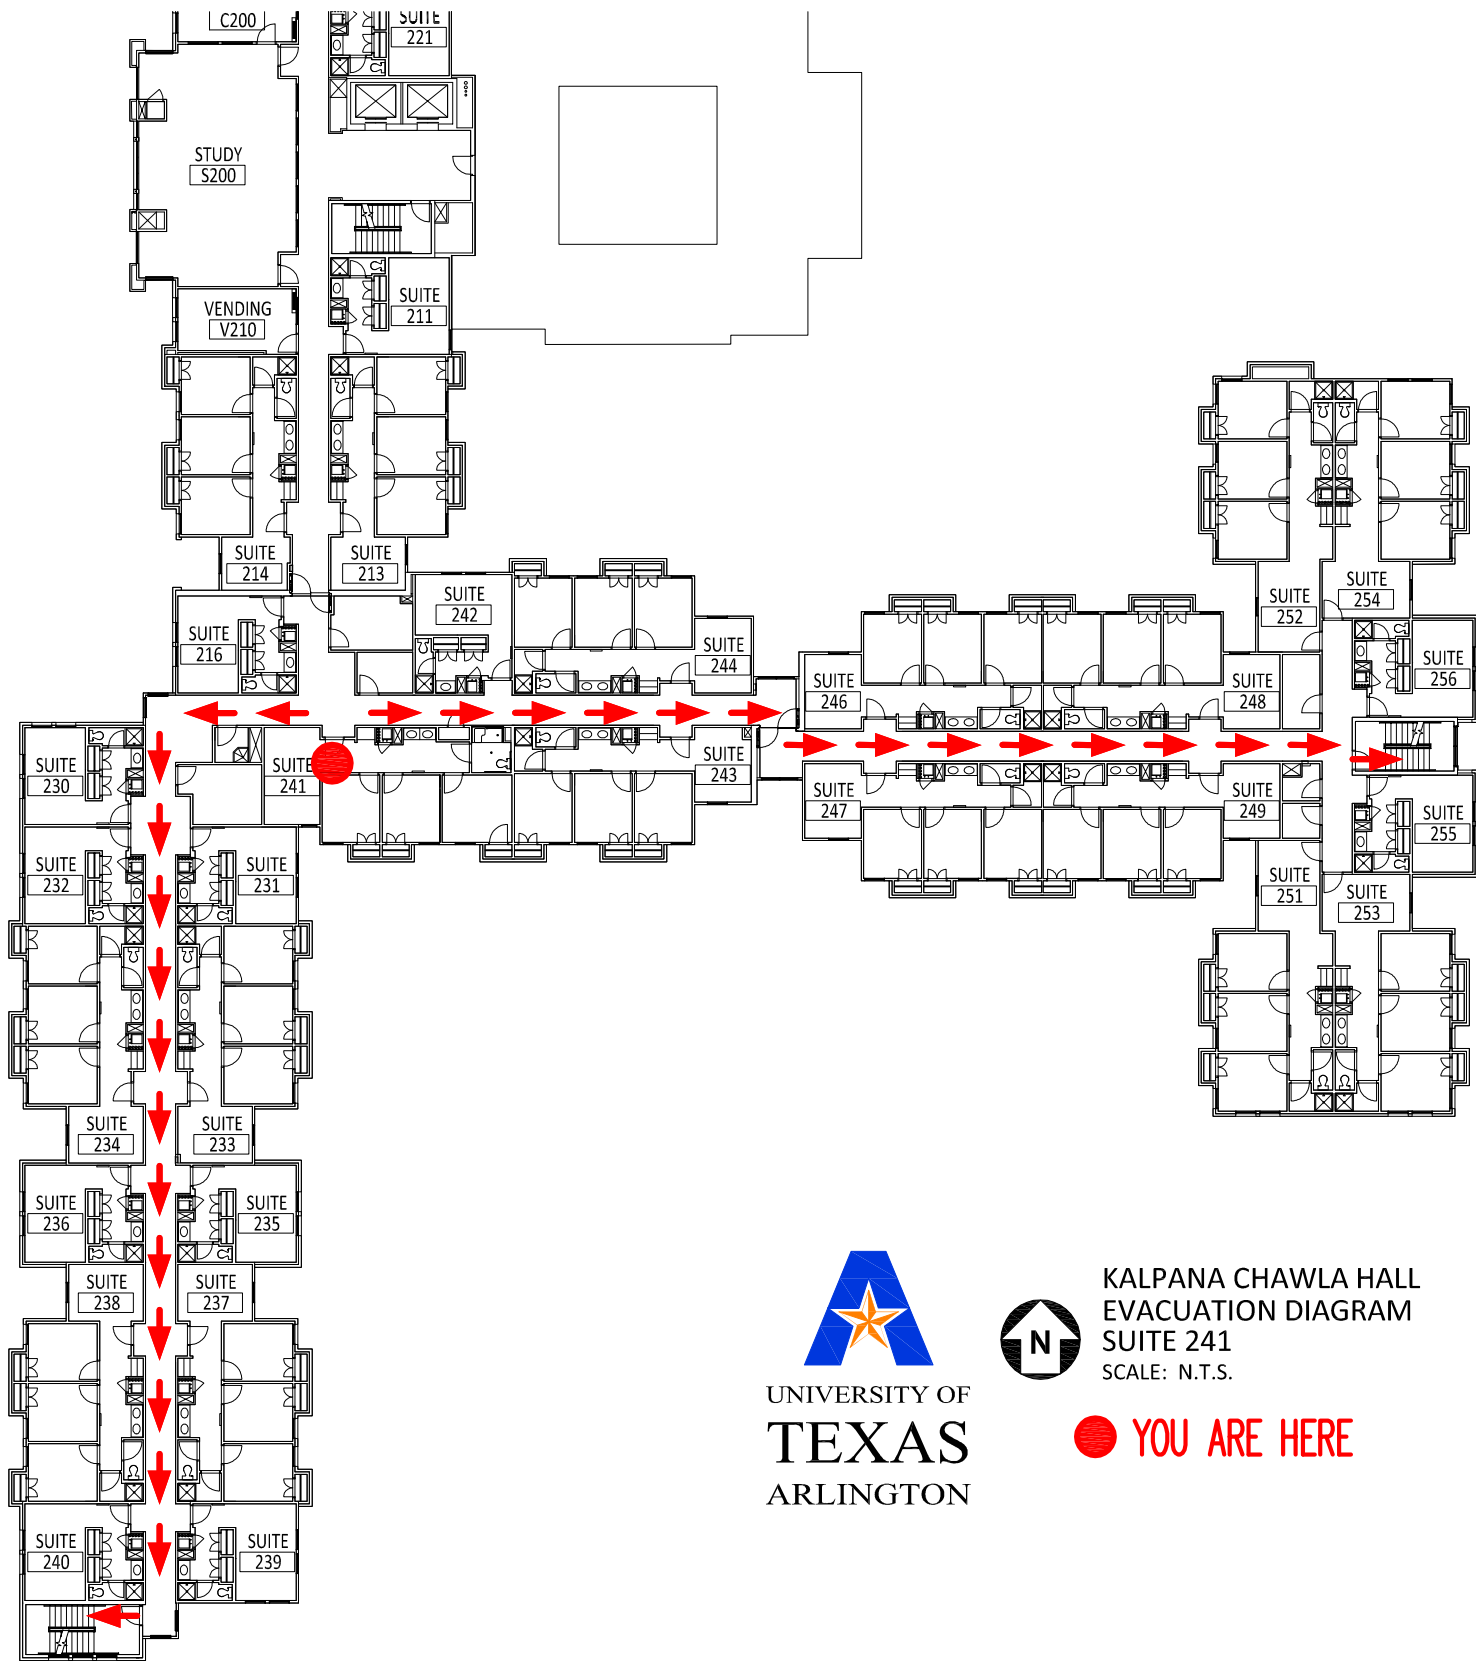 C200
SUITE
221
STUDY
S200
VENDING
V210
SUITE
211
SUITE
214
SUITE
213
SUITE
216
SUITE
242
SUITE
244
SUITE
246
SUITE
248
SUITE
252
SUITE
254
SUITE
256
SUITE
230
SUITE
241
SUITE
243
SUITE
247
SUITE
249
SUITE
255
SUITE
232
SUITE
231
SUITE
251
SUITE
253
SUITE
234
SUITE
233
SUITE
236
SUITE
235
SUITE
238
SUITE
237
SUITE
240
SUITE
239
UNIVERSITY OF
TEXAS
ARLINGTON
N
KALPANA CHAWLA HALL
EVACUATION DIAGRAM
SUITE 241
SCALE: N.T.S.
YOU ARE HERE